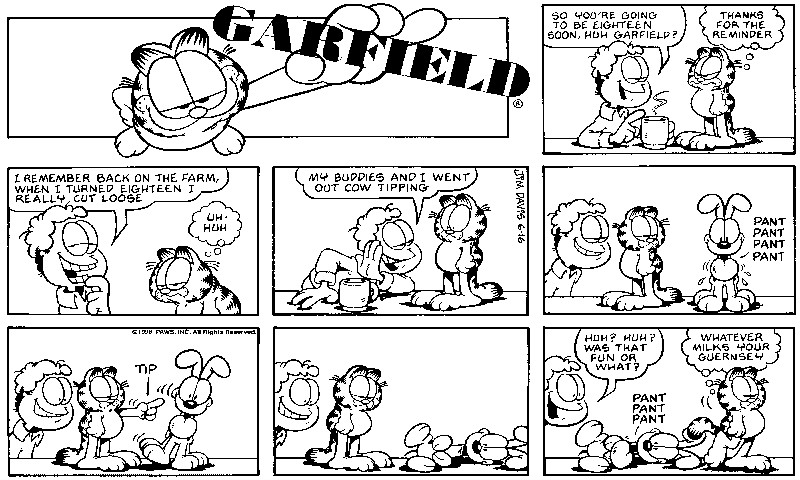 GARFIELD
®
SO YOU'RE GOING
TO BE EIGHTEEN
SOON, HUH GARFIELD?
THANKS
FOR THE
REMINDER
I REMEMBER BACK ON THE FARM,
WHEN I TURNED EIGHTEEN I
REALLY CUT LOOSE
UH-
HUH
MY BUDDIES AND I WENT
OUT COW TIPPING
JIM DAVIS 6-16
PANT
PANT
PANT
PANT
©1996 PAWS, INC. All Rights Reserved.
TIP
HUH? HUH?
WAS THAT
FUN OR
WHAT?
WHATEVER
MILKS YOUR
GUERNSEY
PANT
PANT
PANT